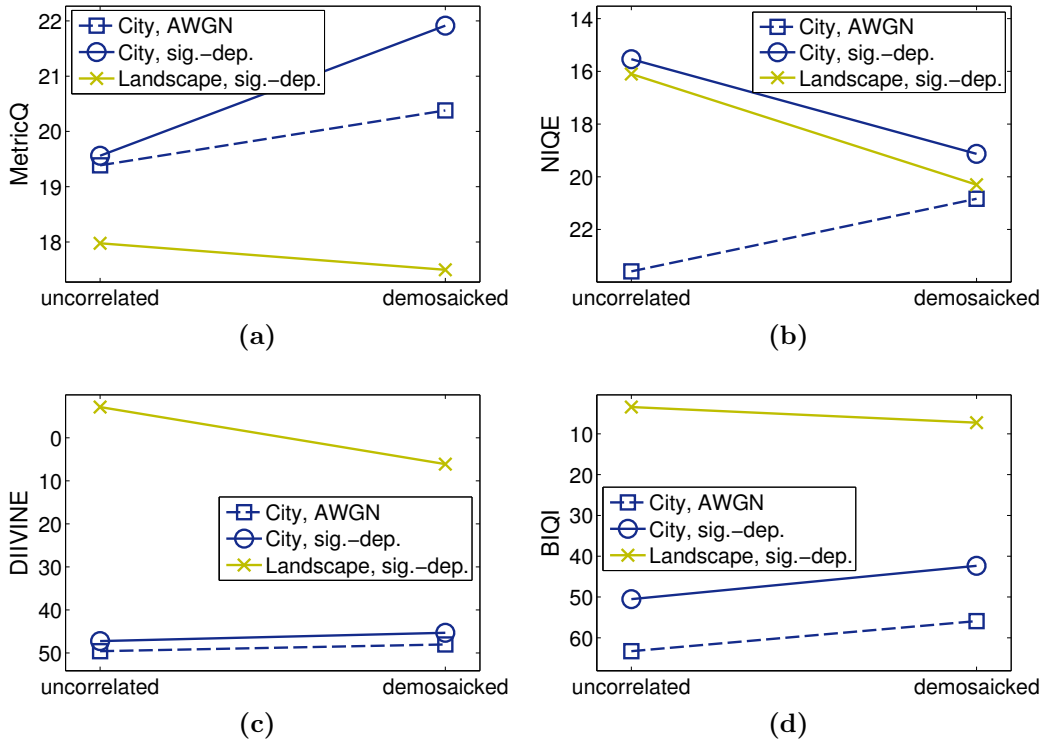 22
21
20
19
18
MetricQ
City, AWGN
City, sig.−dep.
Landscape, sig.−dep.
uncorrelated
demosaicked
(a)
14
16
18
20
22
NIQE
City, AWGN
City, sig.−dep.
Landscape, sig.−dep.
uncorrelated
demosaicked
(b)
0
10
20
30
40
50
DIIVINE
City, AWGN
City, sig.−dep.
Landscape, sig.−dep.
uncorrelated
demosaicked
(c)
10
20
30
40
50
60
BIQI
City, AWGN
City, sig.−dep.
Landscape, sig.−dep.
uncorrelated
demosaicked
(d)